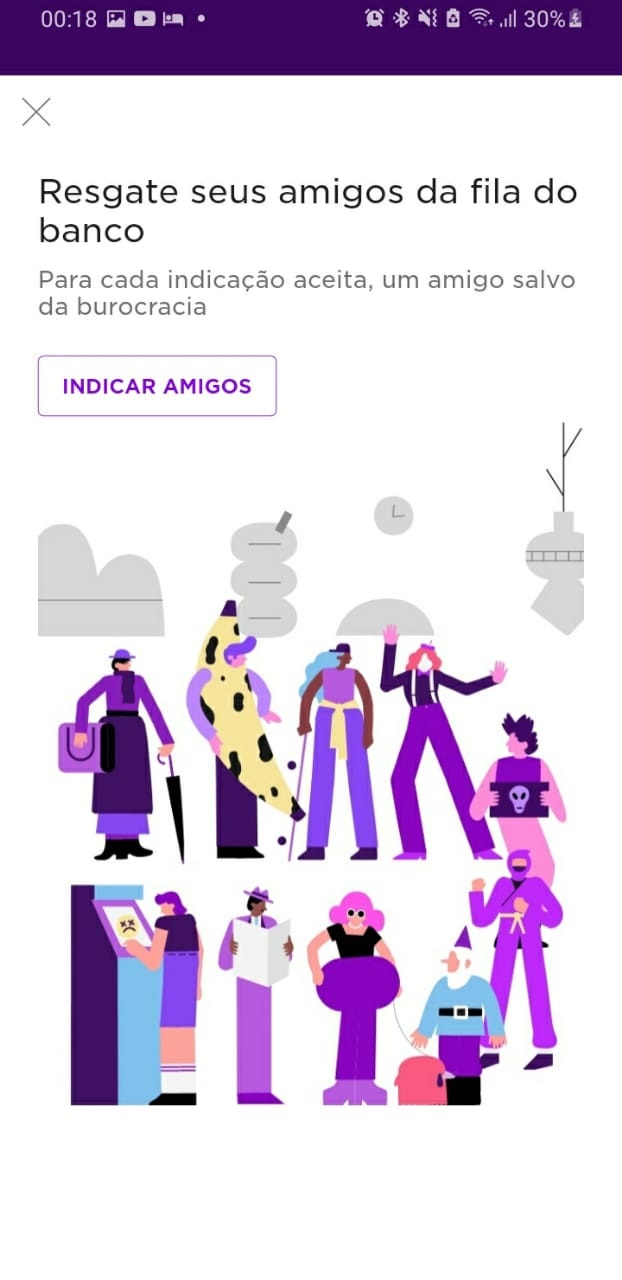 00:18
30%
Resgate seus amigos da fila do
banco
Para cada indicação aceita, um amigo salvo
da burocracia
INDICAR AMIGOS